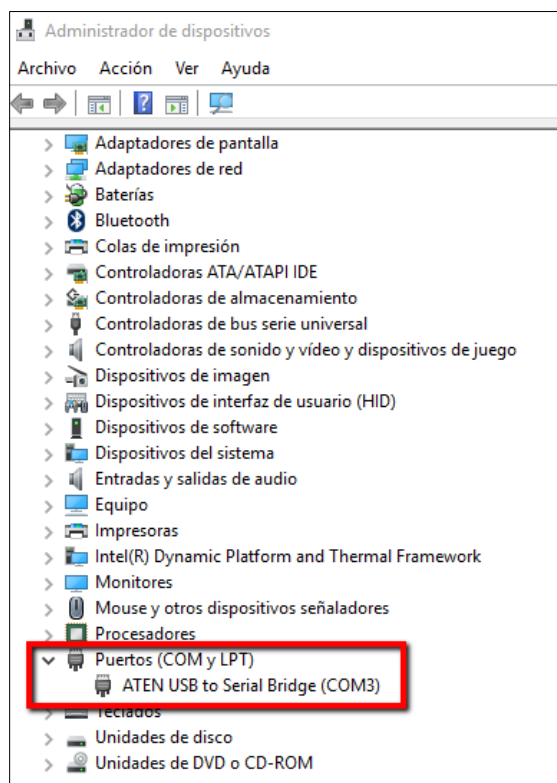 Administrador de dispositivos
Archivo Acción Ver Ayuda
Adaptadores de pantalla
Adaptadores de red
Baterías
Bluetooth
Colas de impresión
Controladoras ATA/ATAPI IDE
Controladoras de almacenamiento
Controladoras de bus serie universal
Controladoras de sonido y vídeo y dispositivos de juego
Dispositivos de imagen
Dispositivos de interfaz de usuario (HID)
Dispositivos de software
Dispositivos del sistema
Entradas y salidas de audio
Equipo
Impresoras
Intel(R) Dynamic Platform and Thermal Framework
Monitores
Mouse y otros dispositivos señaladores
Procesadores
Puertos (COM y LPT)
ATEN USB to Serial Bridge (COM3)
Teclados
Unidades de disco
Unidades de DVD o CD-ROM